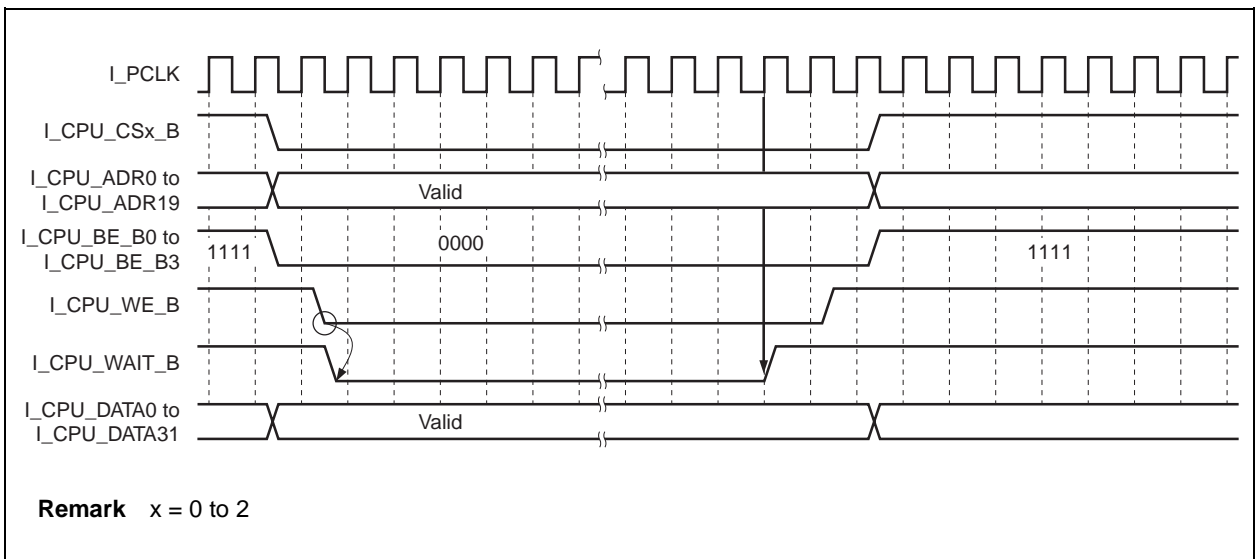 I_PCLK
I_CPU_CSx_B
I_CPU_ADR0 to
I_CPU_ADR19
Valid
I_CPU_BE_B0 to
I_CPU_BE_B3
1111
0000
1111
I_CPU_WE_B
I_CPU_WAIT_B
I_CPU_DATA0 to
I_CPU_DATA31
Valid
Remark x = 0 to 2